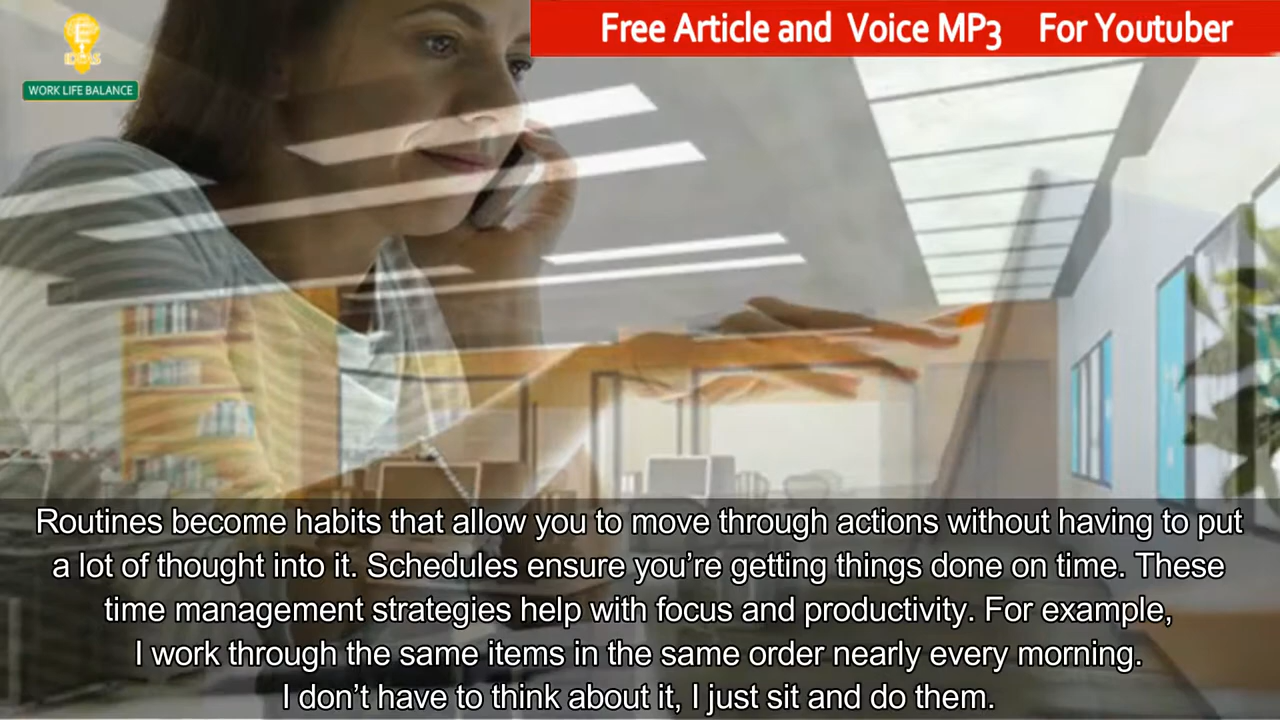 Free Article and Voice MP3 For Youtuber
WORK LIFE BALANCE
Routines become habits that allow you to move through actions without having to put
a lot of thought into it. Schedules ensure you’re getting things done on time. These
time management strategies help with focus and productivity. For example,
I work through the same items in the same order nearly every morning.
I don’t have to think about it, I just sit and do them.